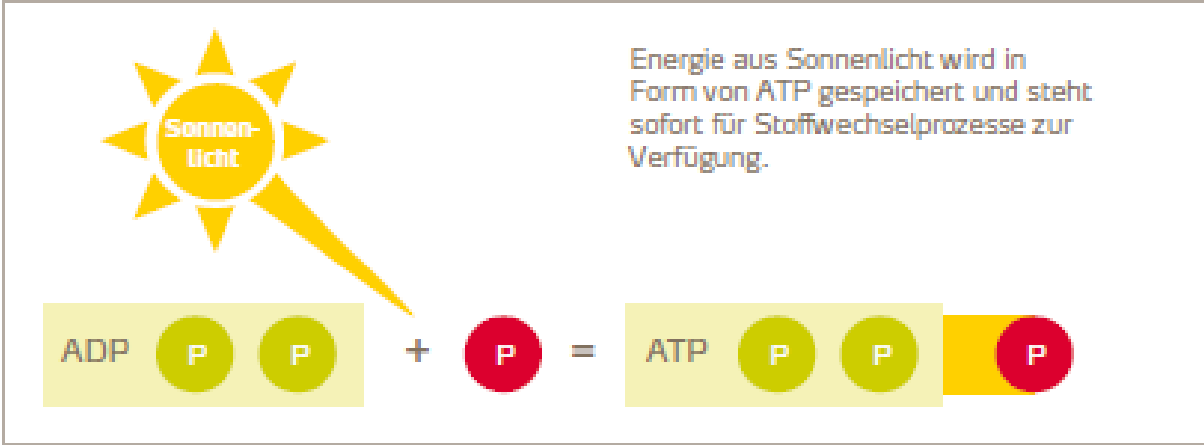 Sonnen-
licht
Energie aus Sonnenlicht wird in
Form von ATP gespeichert und steht
sofort für Stoffwechselprozesse zur
Verfügung.
ADP P P + P = ATP P P P